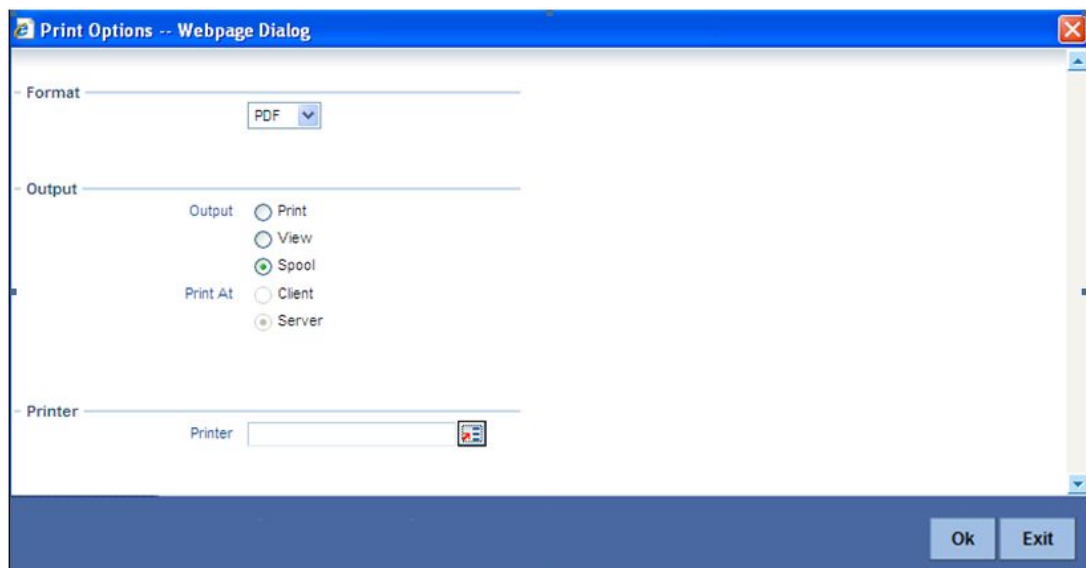 Print Options -- Webpage Dialog
Format
PDF
Output
Output Print
View
Spool
Print At Client
Server
Printer
Printer
Ok Exit